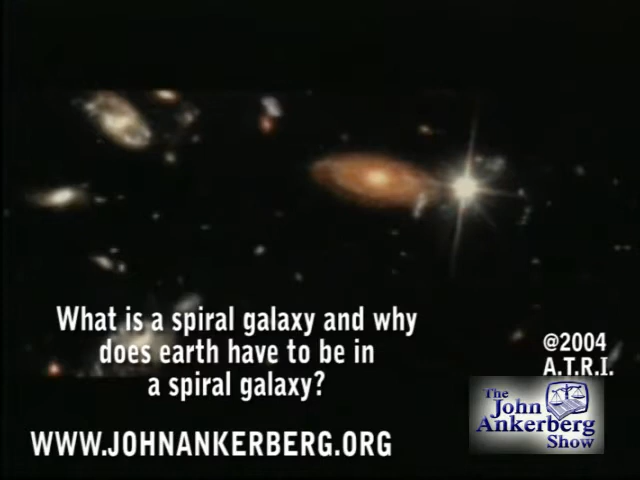 What is a spiral galaxy and why
does earth have to be in
a spiral galaxy?
@2004
A.T.R.I.
The
John
Ankerberg
Show
WWW.JOHNANKERBERG.ORG